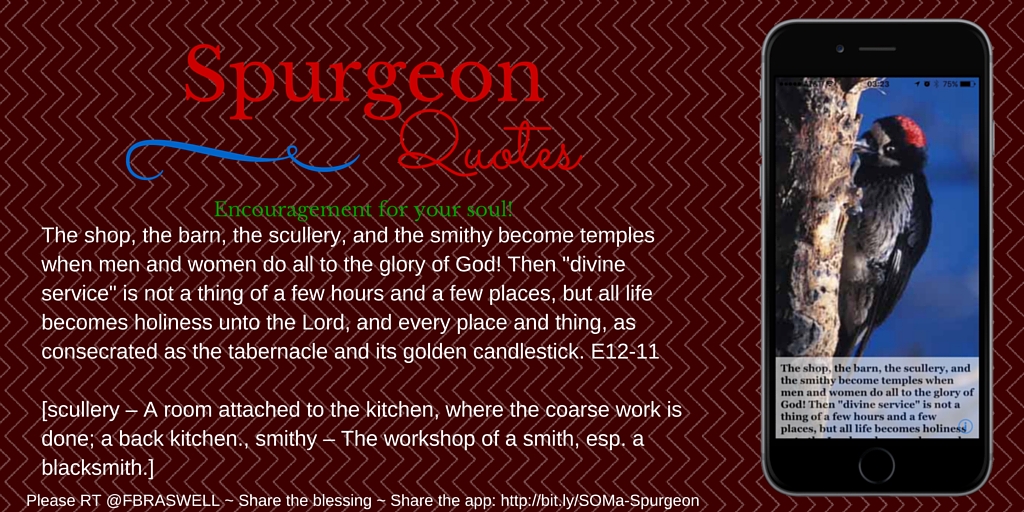 Spurgeon
Quotes
Encouragement for your soul!
The shop, the barn, the scullery, and the smithy become temples
when men and women do all to the glory of God! Then "divine
service" is not a thing of a few hours and a few places, but all life
becomes holiness unto the Lord, and every place and thing, as
consecrated as the tabernacle and its golden candlestick. E12-11
[scullery – A room attached to the kitchen, where the coarse work is
done; a back kitchen., smithy – The workshop of a smith, esp. a
blacksmith.]
Please RT @FBRASWELL ~ Share the blessing ~ Share the app: http://bit.ly/SOMa-Spurgeon
03:23 75%
The shop, the barn, the scullery, and
the smithy become temples when
men and women do all to the glory of
God! Then "divine service" is not a
thing of a few hours and a few
places, but all life becomes holiness